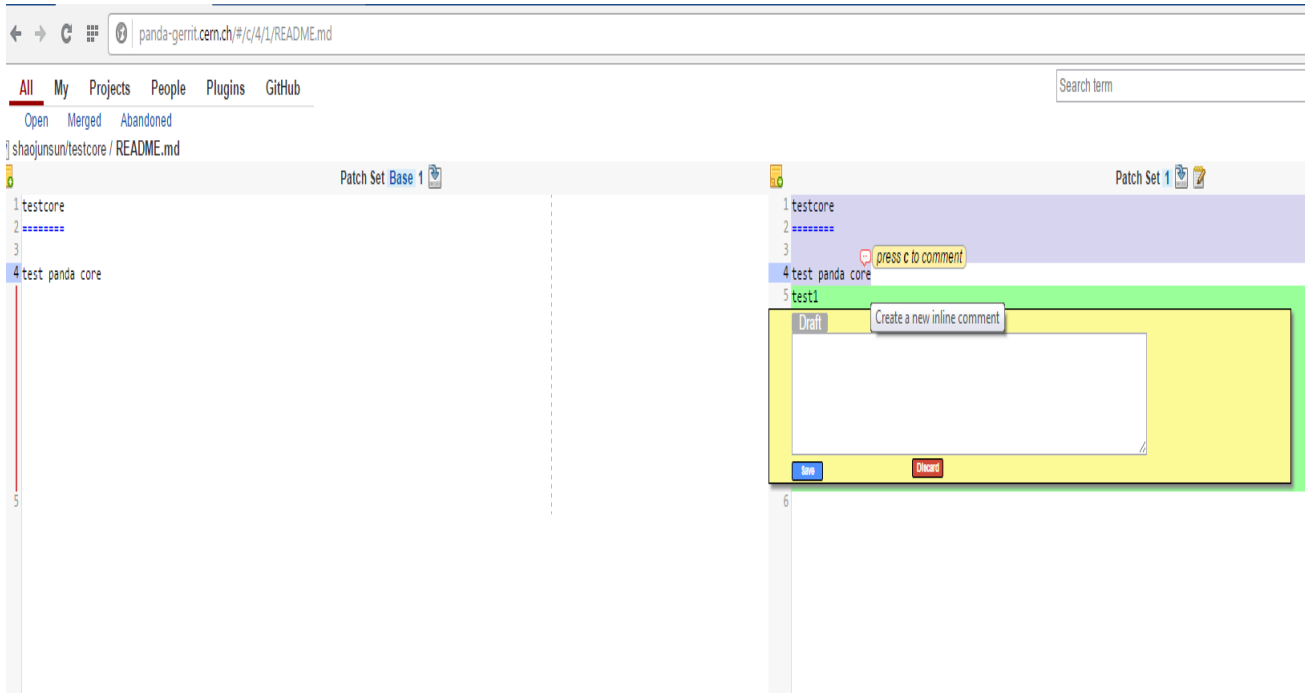 panda-gerrit.cern.ch/#/c/4/1/README.md
All My Projects People Plugins GitHub
Search term
Open Merged Abandoned
shaojunsun/testcore / README.md
Patch Set Base 1
Patch Set 1
1 testcore
2 ========
3
4 test panda core
5
1 testcore
2 ========
3
press c to comment
4 test panda core
5 test1
Create a new inline comment
Draft
Save Discard
6